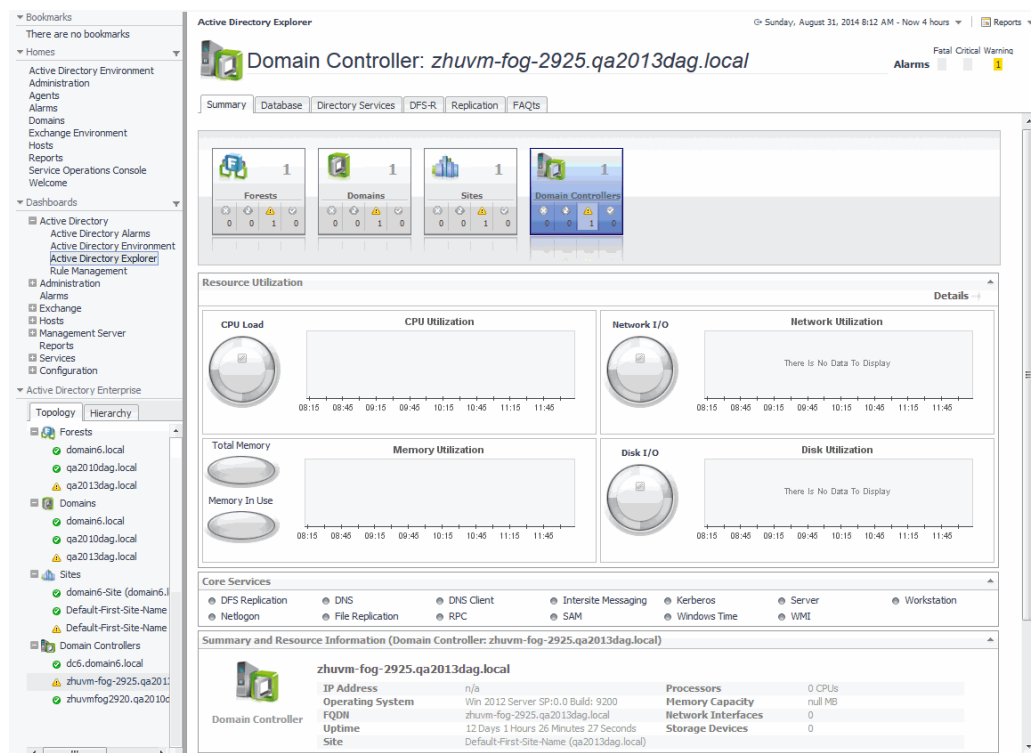 Bookmarks
There are no bookmarks
Homes
Active Directory Environment
Administration
Agents
Alarms
Domains
Exchange Environment
Hosts
Reports
Service Operations Console
Welcome
Dashboards
Active Directory
Active Directory Alarms
Active Directory Environment
Active Directory Explorer
Rule Management
Administration
Alarms
Exchange
Hosts
Management Server
Reports
Services
Configuration
Active Directory Enterprise
Topology Hierarchy
Forests
domain6.local
qa2010dag.local
qa2013dag.local
Domains
domain6.local
qa2010dag.local
qa2013dag.local
Sites
domain6-Site (domain6.l
Default-First-Site-Name
Default-First-Site-Name
Domain Controllers
dc6.domain6.local
zhuvm-fog-2925.qa201
zhuvmfog2920.qa2010d
Active Directory Explorer
Sunday, August 31, 2014 8:12 AM - Now 4 hours Reports
Domain Controller: zhuvm-fog-2925.qa2013dag.local
Fatal Critical Warning
Alarms 1
Summary Database Directory Services DFS-R Replication FAQts
1 1 1 1
Forests Domains Sites Domain Controllers
0 0 1 0 0 0 1 0 0 0 1 0 0 0 1 0
Resource Utilization
Details
CPU Load CPU Utilization
08:15 08:45 09:15 09:45 10:15 10:45 11:15 11:45
Network I/O Network Utilization
There Is No Data To Display
08:15 08:45 09:15 09:45 10:15 10:45 11:15 11:45
Total Memory Memory Utilization
Memory In Use
08:15 08:45 09:15 09:45 10:15 10:45 11:15 11:45
Disk I/O Disk Utilization
There Is No Data To Display
08:15 08:45 09:15 09:45 10:15 10:45 11:15 11:45
Core Services
DFS Replication DNS DNS Client Intersite Messaging Kerberos Server Workstation
Netlogon File Replication RPC SAM Windows Time WMI
Summary and Resource Information (Domain Controller: zhuvm-fog-2925.qa2013dag.local)
Domain Controller
zhuvm-fog-2925.qa2013dag.local
IP Address n/a Processors 0 CPUs
Operating System Win 2012 Server SP:0.0 Build: 9200 Memory Capacity null MB
FQDN zhuvm-fog-2925.qa2013dag.local Network Interfaces 0
Uptime 12 Days 1 Hours 26 Minutes 27 Seconds Storage Devices 0
Site Default-First-Site-Name (qa2013dag.local)